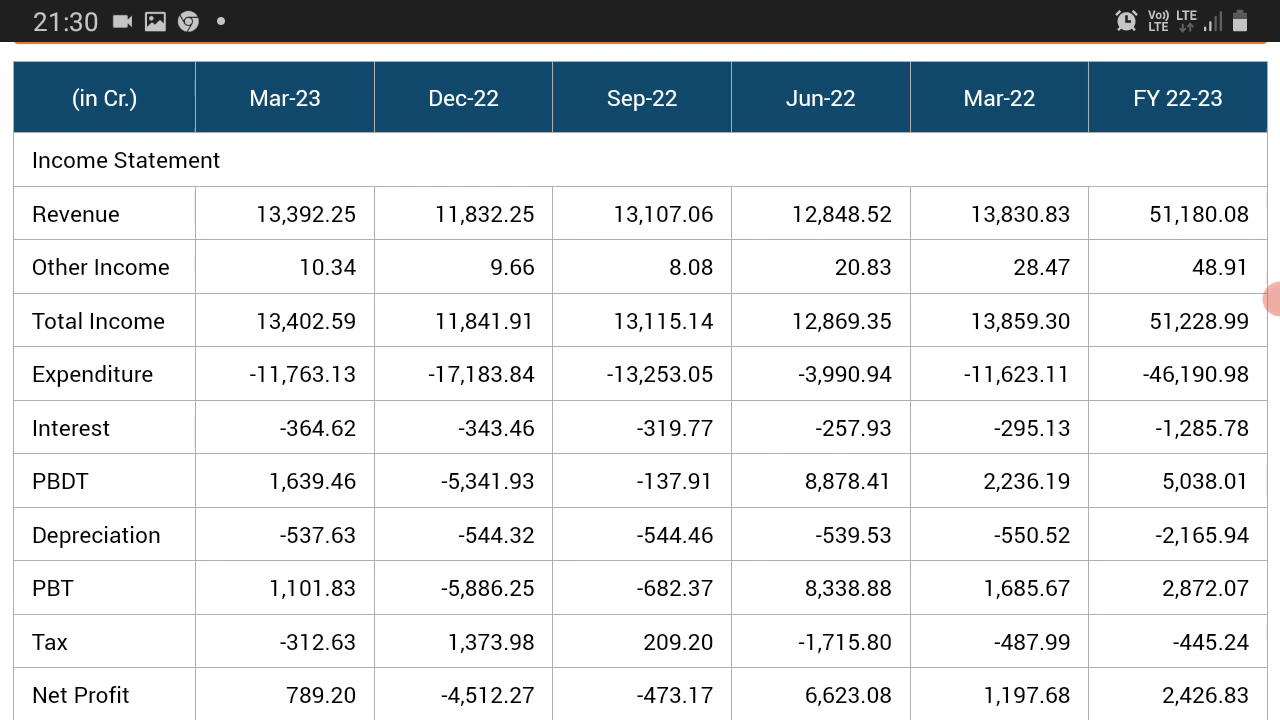 21:30 Vo) LTE LTE
(in Cr.) Mar-23 Dec-22 Sep-22 Jun-22 Mar-22 FY 22-23
Income Statement
Revenue 13,392.25 11,832.25 13,107.06 12,848.52 13,830.83 51,180.08
Other Income 10.34 9.66 8.08 20.83 28.47 48.91
Total Income 13,402.59 11,841.91 13,115.14 12,869.35 13,859.30 51,228.99
Expenditure -11,763.13 -17,183.84 -13,253.05 -3,990.94 -11,623.11 -46,190.98
Interest -364.62 -343.46 -319.77 -257.93 -295.13 -1,285.78
PBDT 1,639.46 -5,341.93 -137.91 8,878.41 2,236.19 5,038.01
Depreciation -537.63 -544.32 -544.46 -539.53 -550.52 -2,165.94
PBT 1,101.83 -5,886.25 -682.37 8,338.88 1,685.67 2,872.07
Tax -312.63 1,373.98 209.20 -1,715.80 -487.99 -445.24
Net Profit 789.20 -4,512.27 -473.17 6,623.08 1,197.68 2,426.83